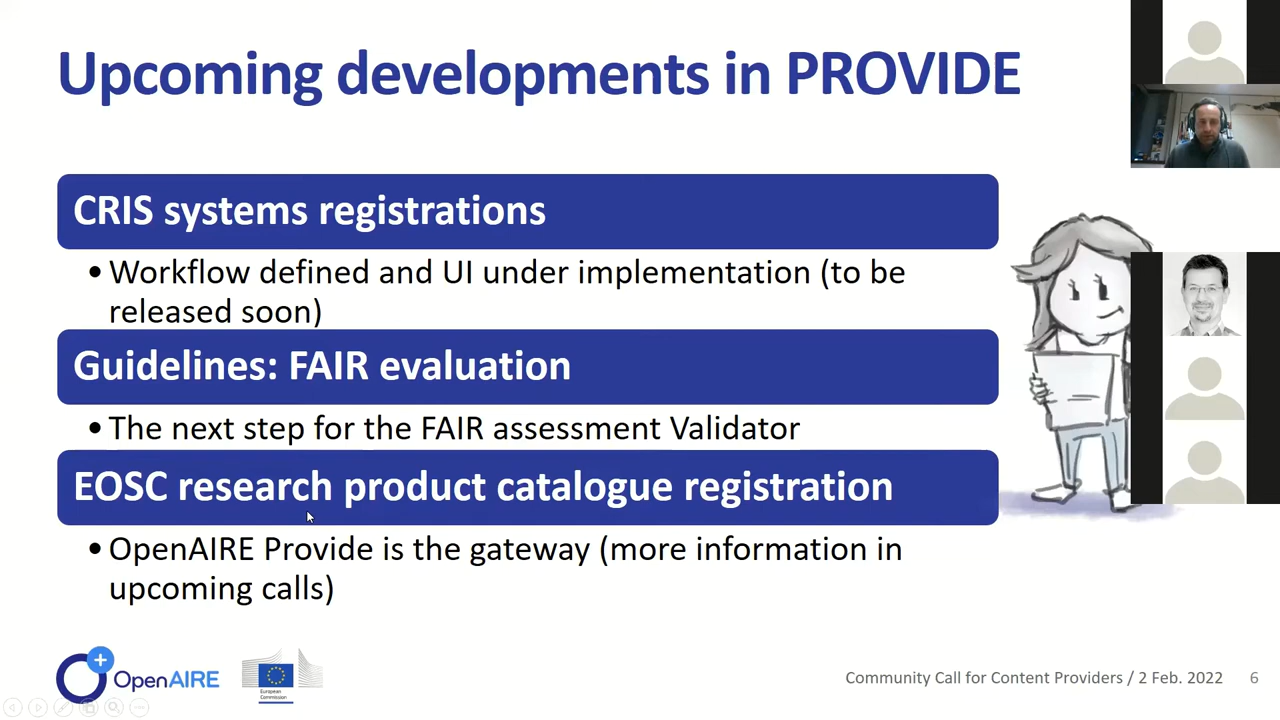 Upcoming developments in PROVIDE
CRIS systems registrations
• Workflow defined and UI under implementation (to be
released soon)
Guidelines: FAIR evaluation
• The next step for the FAIR assessment Validator
EOSC research product catalogue registration
• OpenAIRE Provide is the gateway (more information in
upcoming calls)
OpenAIRE
European
Commission
Community Call for Content Providers / 2 Feb. 2022 6